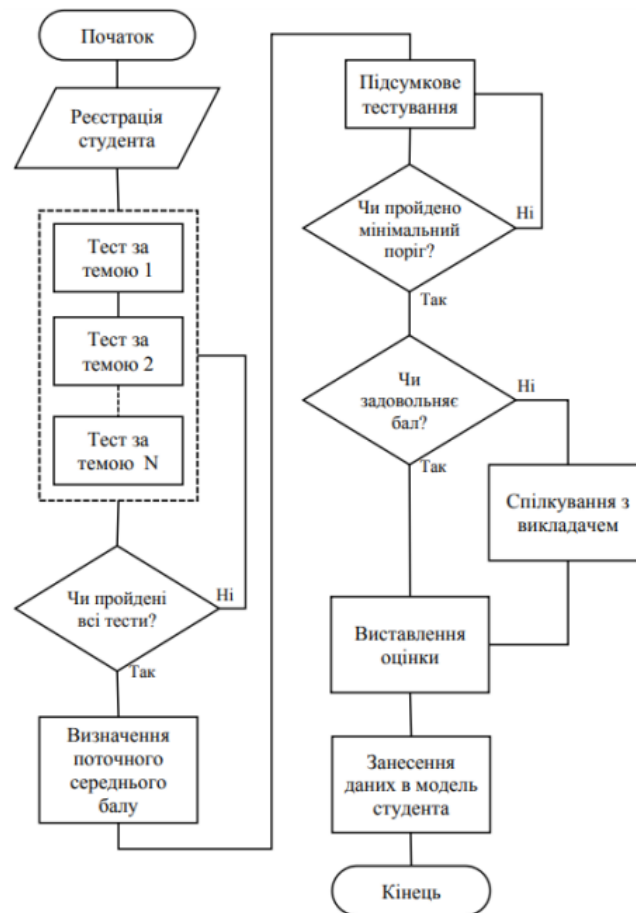 Початок
Реєстрація
студента
Тест за
темою 1
Тест за
темою 2
Тест за
темою N
Чи пройдені
всі тести?
Ні
Так
Визначення
поточного
середнього
балу
Підсумкове
тестування
Чи пройдено
мінімальний
поріг?
Ні
Так
Чи
задовольняє
бал?
Ні
Так
Спілкування з
викладачем
Виставлення
оцінки
Занесення
даних в модель
студента
Кінець